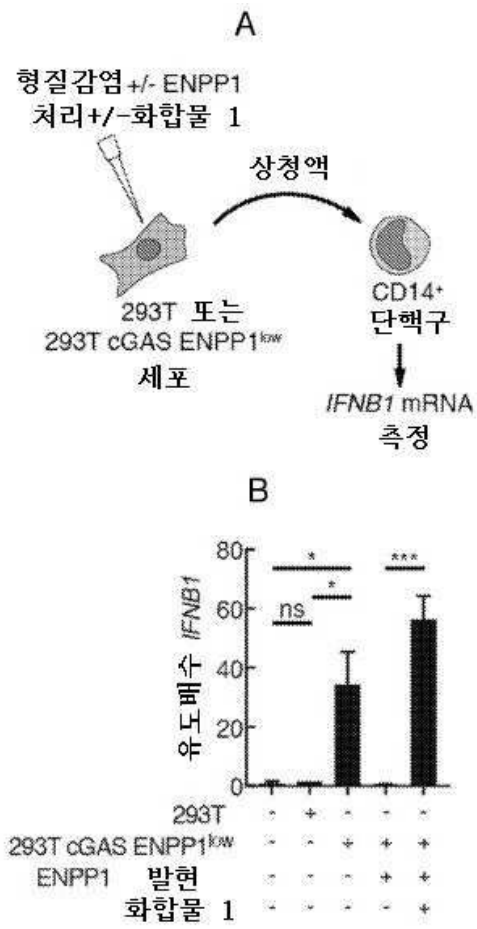 A
형질감염 +/- ENPP1
처리+/-화합물 1
상청액
293T 또는
293T cGAS ENPP1low
세포
CD14+
단핵구
IFNB1 mRNA
측정
B
유도배수 IFNB1
80
60
40
20
0
ns
*
*
***
293T - + - - -
293T cGAS ENPP1low - - + + +
ENPP1 발현 - - - + +
화합물 1 - - - - +